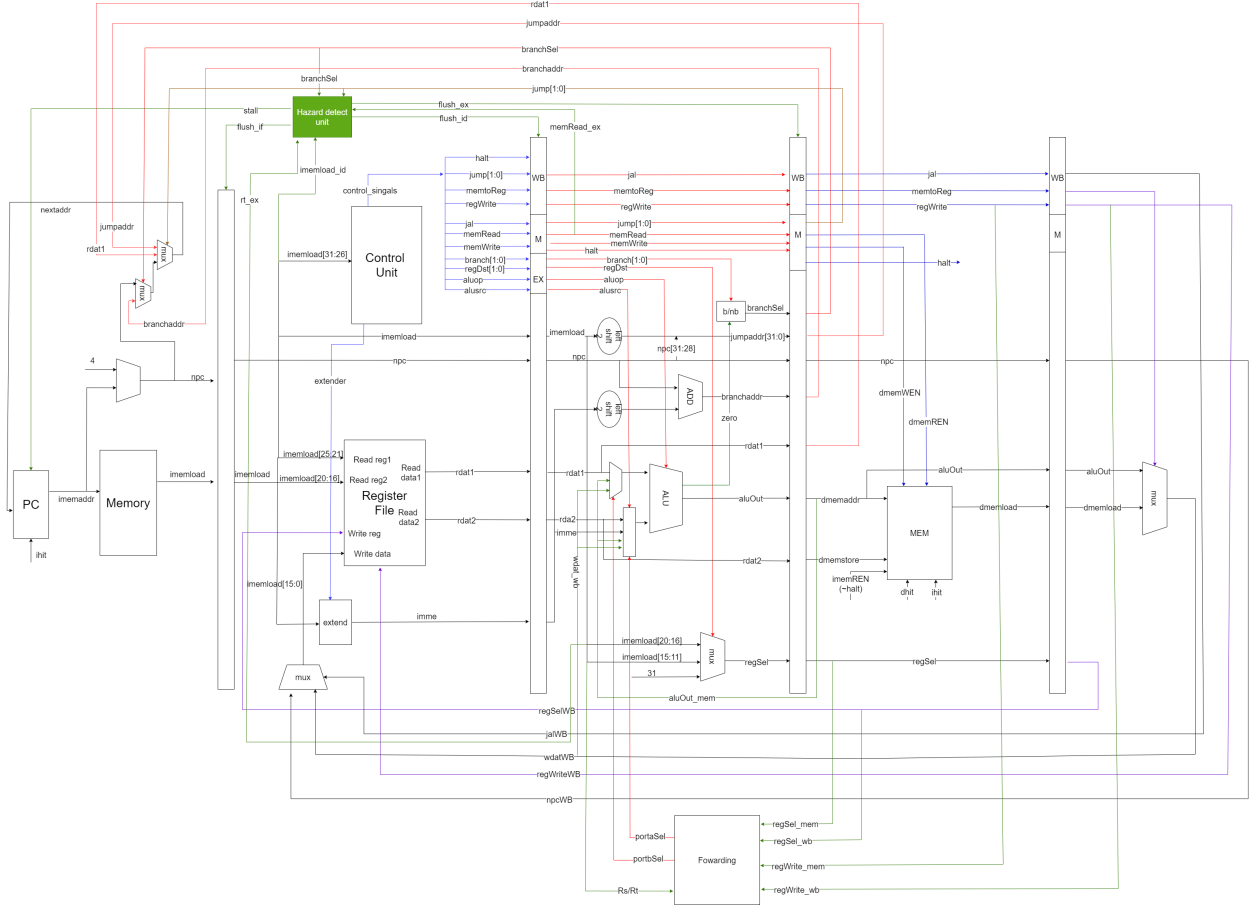 rdat1
jumpaddr
branchSel
branchaddr
branchSel
jump[1:0]
Hazard detect
unit
stall
flush_ex
flush_if
flush_id
memRead_ex
imemload_id
rt_ex
control_singals
halt
jump[1:0]
memtoReg
regWrite
jal
memRead
memWrite
branch[1:0]
regDst[1:0]
aluop
alusrc
WB
M
EX
jal
memtoReg
regWrite
jump[1:0]
memRead
memWrite
halt
branch[1:0]
regDst
aluop
alusrc
WB
M
jal
memtoReg
regWrite
halt
WB
M
nextaddr
jumpaddr
rdat1
mux
mux
branchaddr
4
npc
imemload[31:26]
Control
Unit
imemload
npc
extender
imemload
left
shift
2
npc
npc[31:28]
left
shift
2
ADD
b/nb
branchSel
jumpaddr[31:0]
npc
branchaddr
zero
dmemWEN
dmemREN
PC
imemaddr
ihit
Memory
imemload
imemload
imemload[25:21]
imemload[20:16]
Read reg1
Read reg2
Read
data1
Register
File
Read
data2
Write reg
Write data
rdat1
rdat2
imemload[15:0]
extend
imme
mux
rdat1
rda2
imme
wdat_wb
ALU
rdat1
aluOut
rdat2
dmemaddr
dmemstore
imemREN
(~halt)
MEM
dhit
ihit
aluOut
dmemload
aluOut
dmemload
mux
imemload[20:16]
imemload[15:11]
31
mux
regSel
regSel
aluOut_mem
regSelWB
jalWB
wdatWB
regWriteWB
npcWB
portaSel
portbSel
Rs/Rt
Fowarding
regSel_mem
regSel_wb
regWrite_mem
regWrite_wb